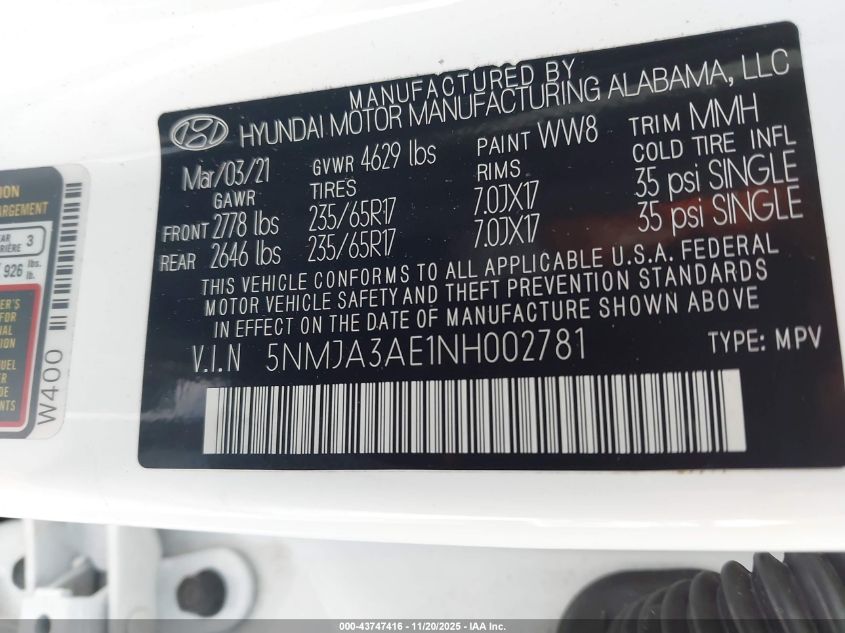 MANUFACTURED BY
HYUNDAI MOTOR MANUFACTURING ALABAMA, LLC
Mar/03/21 GVWR 4629 lbs PAINT WW8 TRIM MMH
GAWR TIRES RIMS COLD TIRE INFL
FRONT 2778 lbs 235/65R17 7.0JX17 35 psi SINGLE
REAR 2646 lbs 235/65R17 7.0JX17 35 psi SINGLE
THIS VEHICLE CONFORMS TO ALL APPLICABLE U.S.A. FEDERAL
MOTOR VEHICLE SAFETY AND THEFT PREVENTION STANDARDS
IN EFFECT ON THE DATE OF MANUFACTURE SHOWN ABOVE
V.I.N 5NMJA3AE1NH002781 TYPE: MPV
3
926 lbs.
lb.
W400
000-43747416 - 11/20/2025 - IAA Inc.